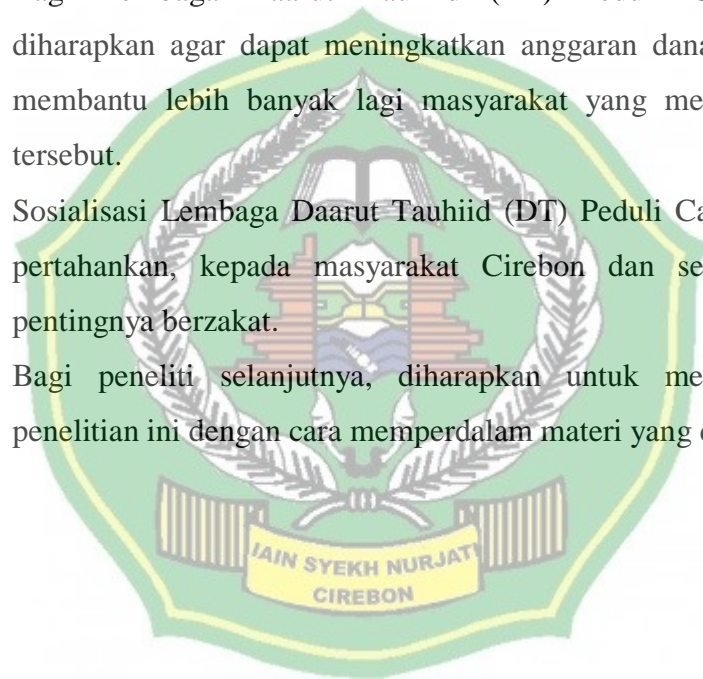 diharapkan agar dapat meningkatkan anggaran dana
membantu lebih banyak lagi masyarakat yang me
tersebut.
Sosialisasi Lembaga Daarut Tauhiid (DT) Peduli Ca
pertahankan, kepada masyarakat Cirebon dan se
pentingnya berzakat.
Bagi peneliti selanjutnya, diharapkan untuk me
penelitian ini dengan cara memperdalam materi yang
IAIN SYEKH NURJATI
CIREBON